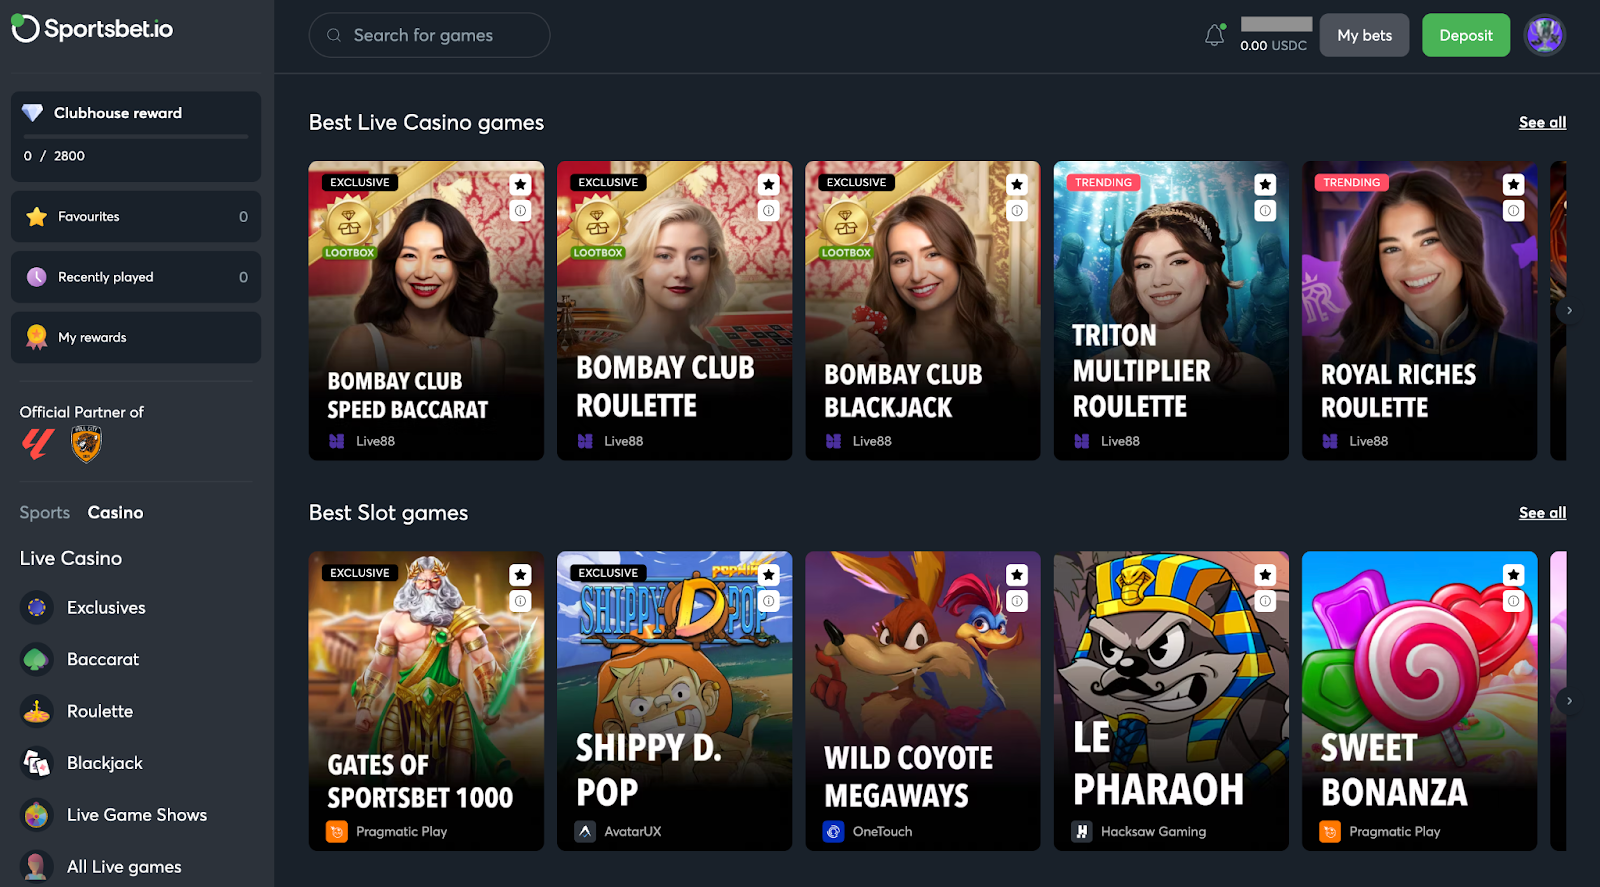 Sportsbet.io
Search for games
0.00 USDC
My bets
Deposit
Clubhouse reward
0 / 2800
Favourites 0
Recently played 0
My rewards
Official Partner of
HULL CITY
Sports Casino
Live Casino
Exclusives
Baccarat
Roulette
Blackjack
Live Game Shows
All Live games
Best Live Casino games
See all
EXCLUSIVE
LOOTBOX
BOMBAY CLUB
SPEED BACCARAT
Live88
EXCLUSIVE
LOOTBOX
BOMBAY CLUB
ROULETTE
Live88
EXCLUSIVE
LOOTBOX
BOMBAY CLUB
BLACKJACK
Live88
TRENDING
TRITON
MULTIPLIER
ROULETTE
Live88
TRENDING
ROYAL RICHES
ROULETTE
Live88
Best Slot games
See all
EXCLUSIVE
GATES OF
SPORTSBET 1000
Pragmatic Play
EXCLUSIVE
SHIPPY D POP
SHIPPY D.
POP
AvatarUX
WILD COYOTE
MEGAWAYS
OneTouch
LE
PHARAOH
Hacksaw Gaming
SWEET
BONANZA
Pragmatic Play